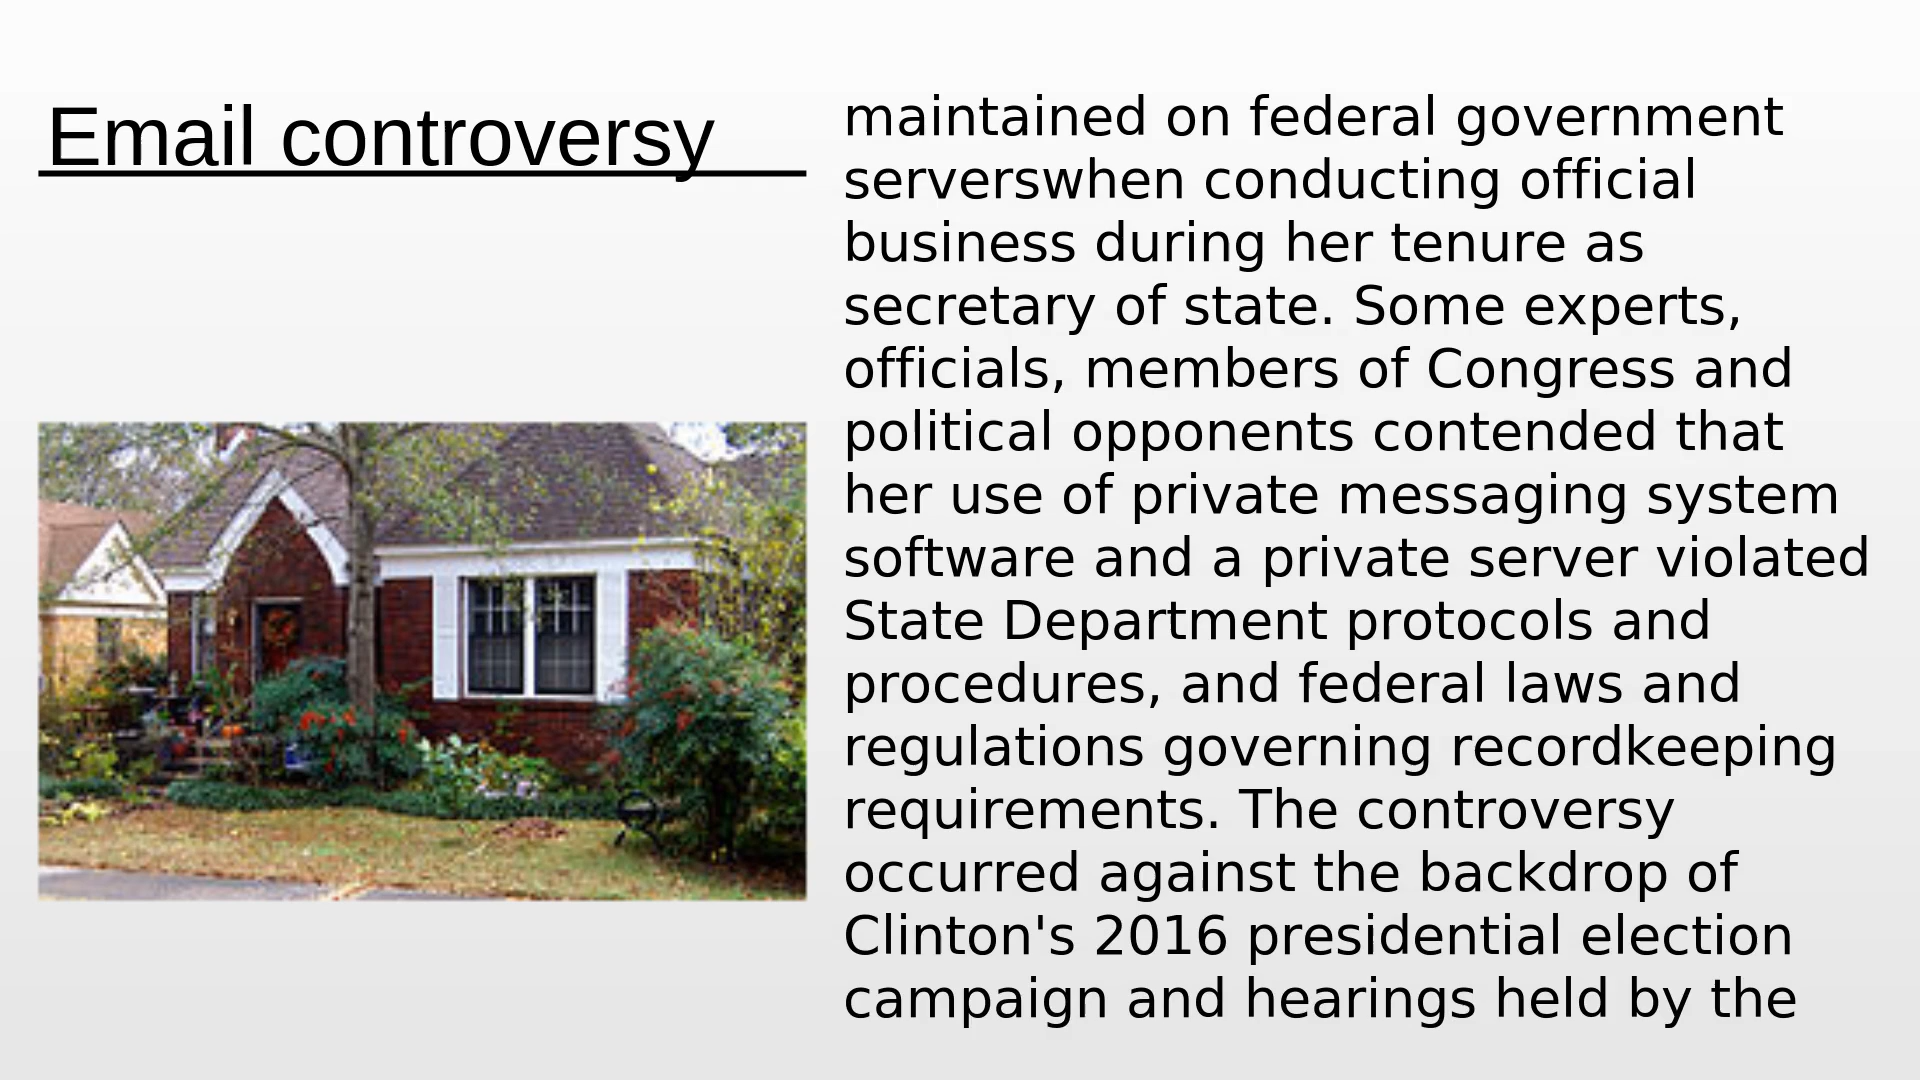 Email controversy
maintained on federal government
serverswhen conducting official
business during her tenure as
secretary of state. Some experts,
officials, members of Congress and
political opponents contended that
her use of private messaging system
software and a private server violated
State Department protocols and
procedures, and federal laws and
regulations governing recordkeeping
requirements. The controversy
occurred against the backdrop of
Clinton's 2016 presidential election
campaign and hearings held by the